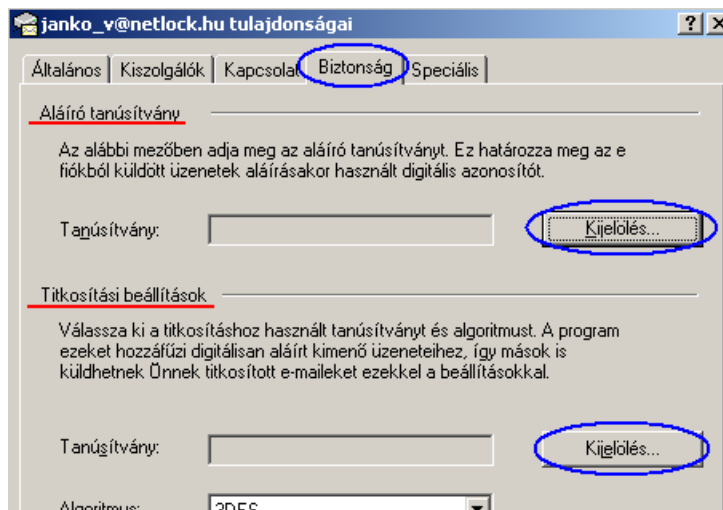 janko_v@netlock.hu tulajdonságai
Általános Kiszolgálók Kapcsolat Biztonság Speciális
Aláíró tanúsítvány
Az alábbi mezőben adja meg az aláíró tanúsítványt. Ez határozza meg az e
fiókból küldött üzenetek aláírásakor használt digitális azonosítót.
Tanúsítvány: Kijelölés...
Titkosítási beállítások
Válassza ki a titkosításhoz használt tanúsítványt és algoritmust. A program
ezeket hozzáfűzi digitálisan aláírt kimenő üzeneteihez, így mások is
küldhetnek Önnek titkosított e-maileket ezekkel a beállításokkal.
Tanúsítvány: Kijelölés...
Algoritmus: 3DES